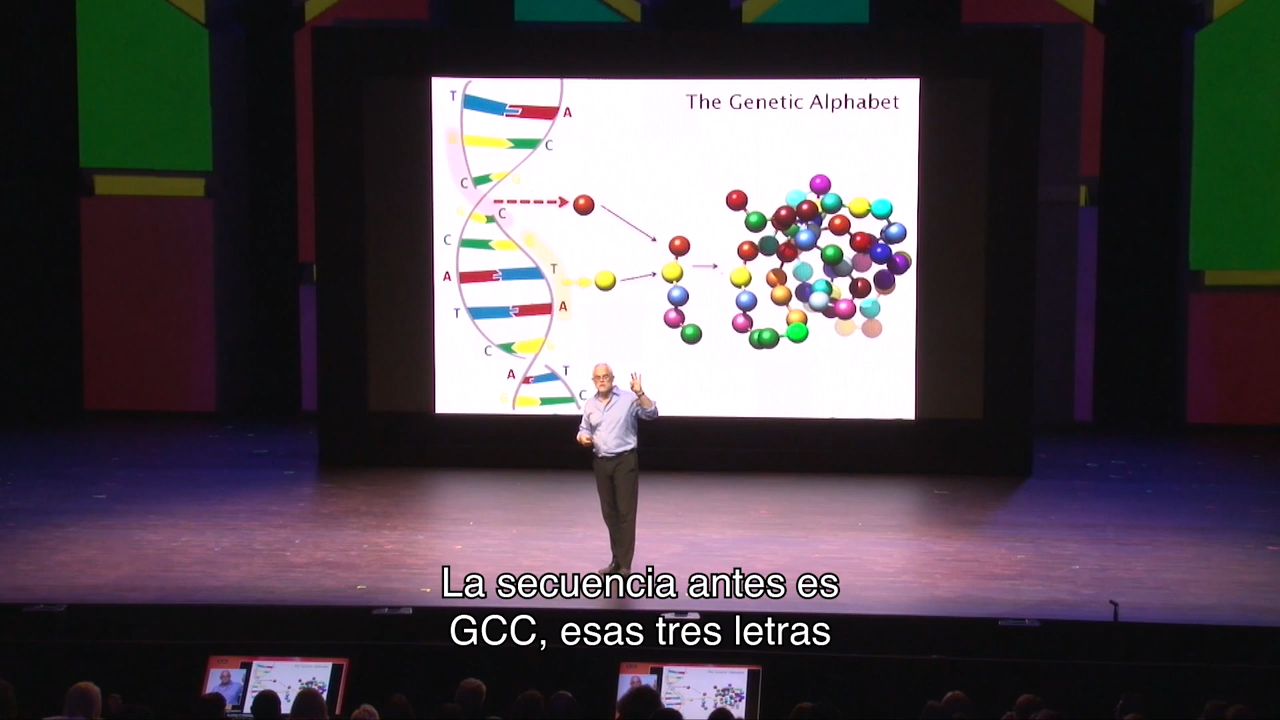 The Genetic Alphabet
T
A
C
C
C
C
T
A
A
T
C
A
T
C
La secuencia antes es
GCC, esas tres letras